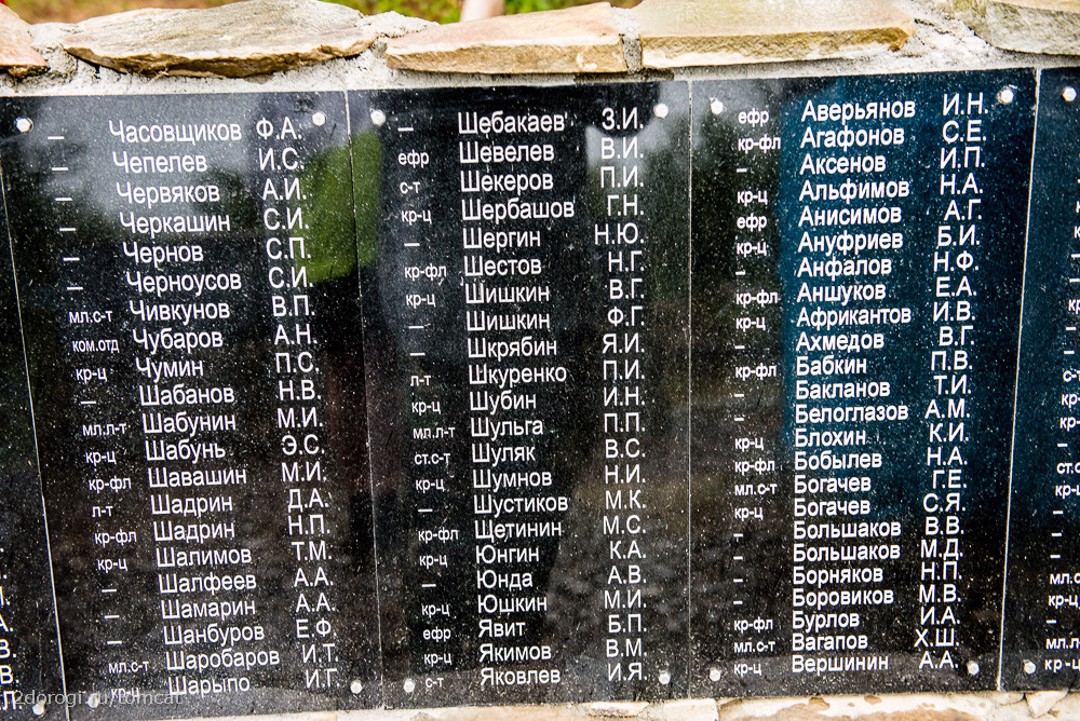 – Часовщиков Ф.А.
– Чепелев И.С.
– Червяков А.И.
– Черкашин С.И.
– Чернов С.П.
– Черноусов С.И.
мл.с-т Чивкунов В.П.
ком.отд Чубаров А.Н.
кр-ц Чумин П.С.
– Шабанов Н.В.
мл.л-т Шабунин М.И.
кр-ц Шабунь Э.С.
кр-фл Шавашин М.И.
л-т Шадрин Д.А.
кр-фл Шадрин Н.П.
кр-ц Шалимов Т.М.
– Шалфеев А.А.
– Шамарин А.А.
– Шанбуров Е.Ф.
мл.с-т Шаробаров И.Т.
кр-ц Шарыпо И.Г.
– Щебакаев З.И.
ефр Шевелев В.И.
с-т Шекеров П.И.
кр-ц Шербашов Г.Н.
– Шергин Н.Ю.
кр-фл Шестов Н.Г.
кр-ц Шишкин В.Г.
– Шишкин Ф.Г.
– Шкрябин Я.И.
л-т Шкуренко П.И.
кр-ц Шубин И.Н.
мл.л-т Шульга П.П.
ст.с-т Шуляк В.С.
кр-ц Шумнов Н.И.
– Шустиков М.К.
кр-фл Щетинин М.С.
кр-ц Юнгин К.А.
– Юнда А.В.
кр-ц Юшкин М.И.
ефр Явит Б.П.
кр-ц Якимов В.М.
с-т Яковлев И.Я.
ефр Аверьянов И.Н.
кр-фл Агафонов С.Е.
– Аксенов И.П.
кр-ц Альфимов Н.А.
ефр Анисимов А.Г.
кр-ц Ануфриев Б.И.
– Анфалов Н.Ф.
кр-фл Аншуков Е.А.
кр-ц Африкантов И.В.
– Ахмедов В.Г.
кр-фл Бабкин П.В.
– Бакланов Т.И.
– Белоглазов А.М.
кр-ц Блохин К.И.
кр-фл Бобылев Н.А.
мл.с-т Богачев Г.Е.
кр-ц Богачев С.Я.
– Большаков В.В.
– Большаков М.Д.
– Борняков Н.П.
– Боровиков М.В.
кр-фл Бурлов И.А.
мл.с-т Вагапов Х.Ш.
кр-ц Вершинин А.А.
2dorogi.ru/tomcat